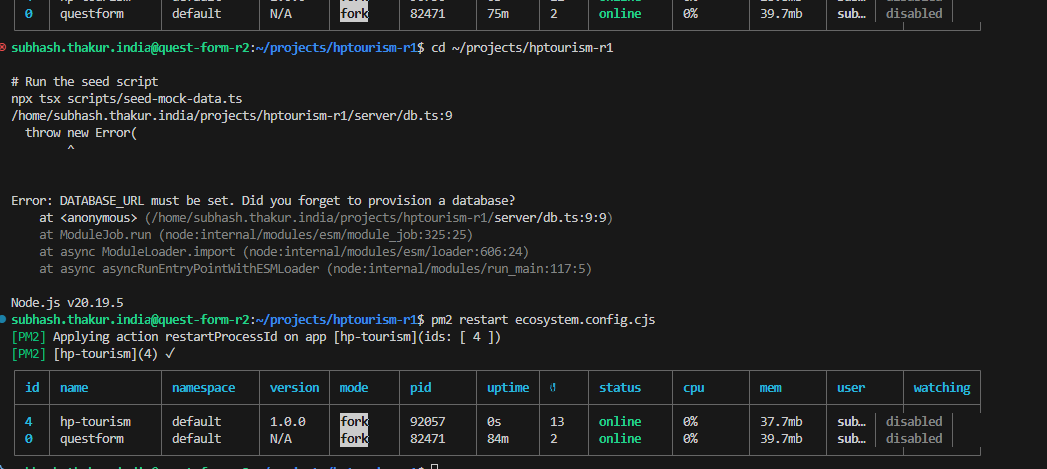 0 questform default N/A fork 82471 75m 2 online 0% 39.7mb sub… disabled
subhash.thakur.india@quest-form-r2:~/projects/hptourism-r1$ cd ~/projects/hptourism-r1
# Run the seed script
npx tsx scripts/seed-mock-data.ts
/home/subhash.thakur.india/projects/hptourism-r1/server/db.ts:9
throw new Error(
^
Error: DATABASE_URL must be set. Did you forget to provision a database?
at <anonymous> (/home/subhash.thakur.india/projects/hptourism-r1/server/db.ts:9:9)
at ModuleJob.run (node:internal/modules/esm/module_job:325:25)
at async ModuleLoader.import (node:internal/modules/esm/loader:606:24)
at async asyncRunEntryPointWithESMLoader (node:internal/modules/run_main:117:5)
Node.js v20.19.5
subhash.thakur.india@quest-form-r2:~/projects/hptourism-r1$ pm2 restart ecosystem.config.cjs
[PM2] Applying action restartProcessId on app [hp-tourism](ids: [ 4 ])
[PM2] [hp-tourism](4) ✓
id name namespace version mode pid uptime ↺ status cpu mem user watching
4 hp-tourism default 1.0.0 fork 92057 0s 13 online 0% 37.7mb sub… disabled
0 questform default N/A fork 82471 84m 2 online 0% 39.7mb sub… disabled